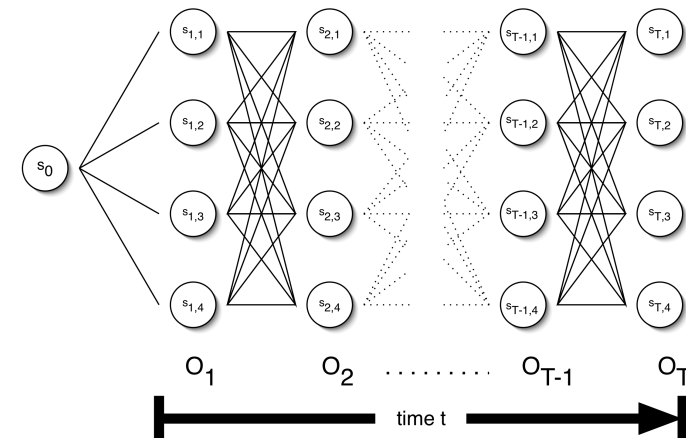 s1,1 s2,1 sT-1,1 sT,1
s1,2 s2,2 sT-1,2 sT,2
s0
s1,3 s2,3 sT-1,3 sT,3
s1,4 s2,4 sT-1,4 sT,4
O1 O2 ........ OT-1 OT
time t